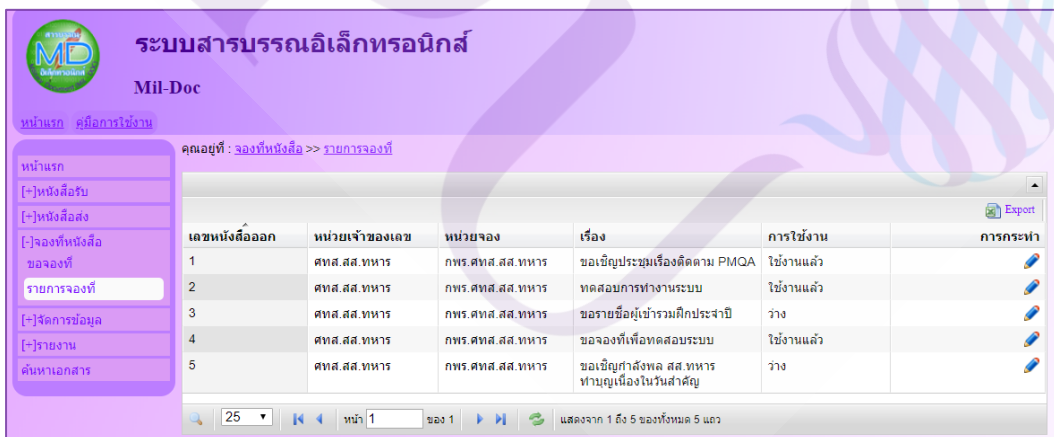 สารบรรณ
MD
อิเล็กทรอนิกส์
ระบบสารบรรณอิเล็กทรอนิกส์
Mil-Doc
หน้าแรก คู่มือการใช้งาน
คุณอยู่ที่ : จองที่หนังสือ >> รายการจองที่
หน้าแรก
[+]หนังสือรับ
[+]หนังสือส่ง
[-]จองที่หนังสือ
ขอจองที่
รายการจองที่
[+]จัดการข้อมูล
[+]รายงาน
ค้นหาเอกสาร
Export
เลขหนังสือออก หน่วยเจ้าของเลข หน่วยจอง เรื่อง การใช้งาน การกระทำ
1 ศทส.สส.ทหาร กพร.ศทส.สส.ทหาร ขอเชิญประชุมเรื่องติดตาม PMQA ใช้งานแล้ว
2 ศทส.สส.ทหาร กพร.ศทส.สส.ทหาร ทดสอบการทำงานระบบ ใช้งานแล้ว
3 ศทส.สส.ทหาร กพร.ศทส.สส.ทหาร ขอรายชื่อผู้เข้ารวมฝึกประจำปี ว่าง
4 ศทส.สส.ทหาร กพร.ศทส.สส.ทหาร ขอจองที่เพื่อทดสอบระบบ ใช้งานแล้ว
5 ศทส.สส.ทหาร กพร.ศทส.สส.ทหาร ขอเชิญกำลังพล สส.ทหาร ว่าง
ทำบุญเนื่องในวันสำคัญ
25 หน้า 1 ของ 1 แสดงจาก 1 ถึง 5 ของทั้งหมด 5 แถว